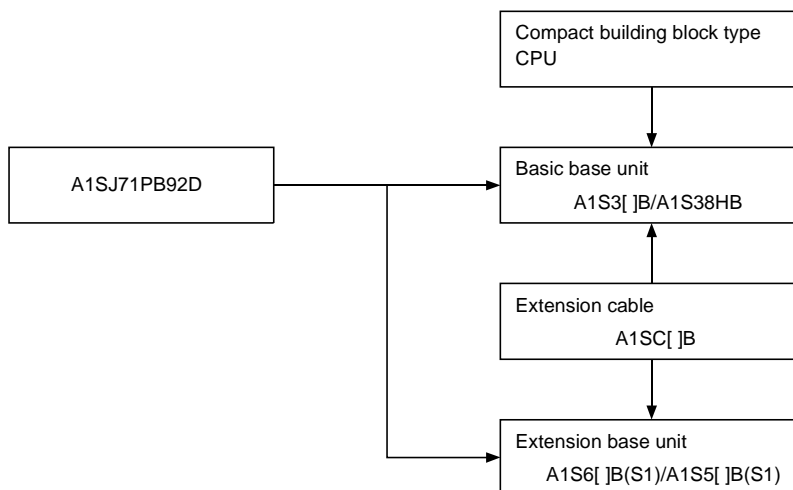 Compact building block type
CPU
A1SJ71PB92D
Basic base unit
A1S3[ ]B/A1S38HB
Extension cable
A1SC[ ]B
Extension base unit
A1S6[ ]B(S1)/A1S5[ ]B(S1)